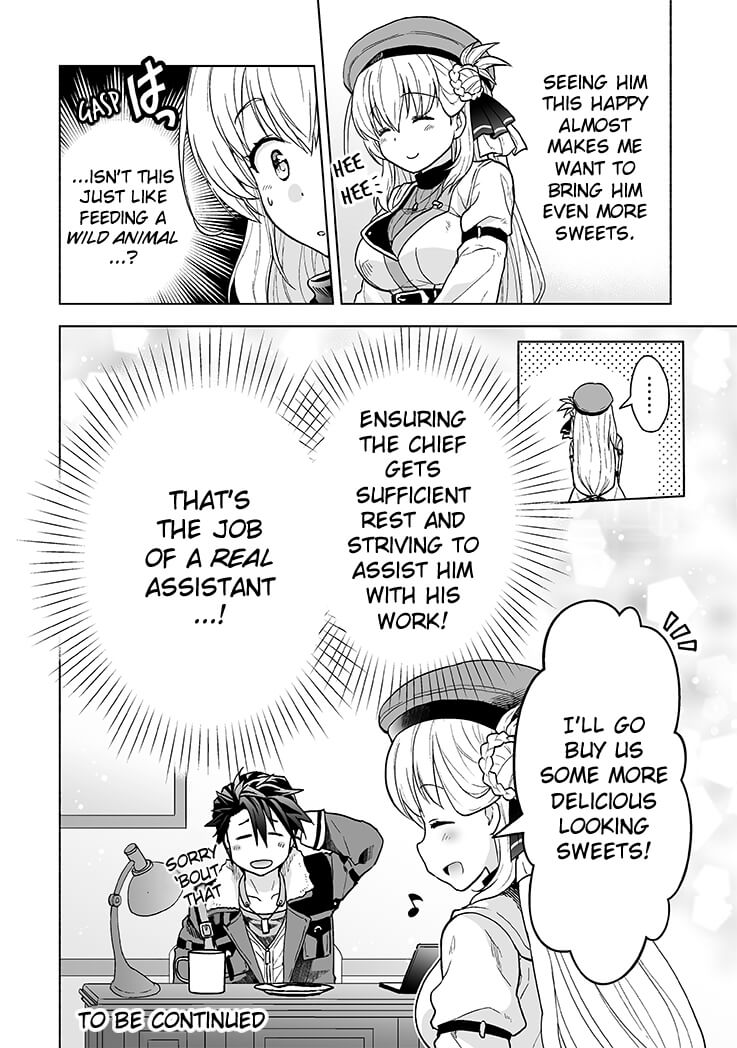 SEEING HIM
THIS HAPPY
ALMOST
MAKES ME
WANT TO
BRING HIM
EVEN MORE
SWEETS.
HEE
HEE
GASP
はっ
...ISN'T THIS
JUST LIKE
FEEDING A
WILD ANIMAL
...?
....
ENSURING
THE CHIEF
GETS
SUFFICIENT
REST AND
STRIVING TO
ASSIST HIM
WITH HIS
WORK!
THAT'S
THE JOB
OF A REAL
ASSISTANT
...!
I'LL GO
BUY US
SOME MORE
DELICIOUS
LOOKING
SWEETS!
SORRY
'BOUT
THAT
TO BE CONTINUED